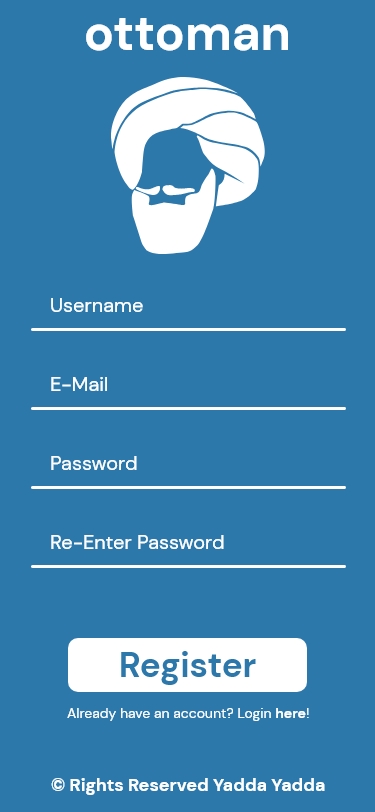 ottoman
Username
E-Mail
Password
Re-Enter Password
Register
Already have an account? Login here!
© Rights Reserved Yadda Yadda